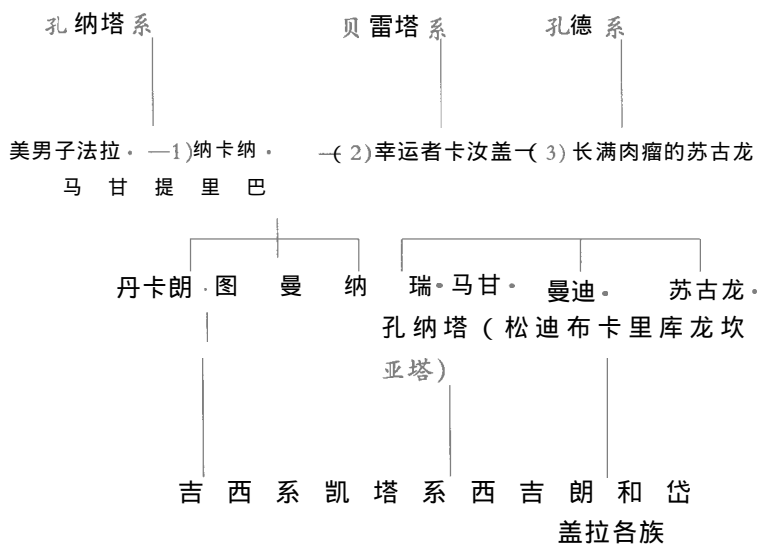 孔纳塔系 贝雷塔系 孔德系
美男子法拉·—1)纳卡纳·—(2)幸运者卡汝盖一(3)长满肉瘤的苏古龙
马甘提里巴
丹卡朗·图曼纳 瑞·马甘· 曼迪· 苏古龙·
孔纳塔(松迪布卡里库龙坎
亚塔)
吉西系凯塔系西吉朗和岱
盖拉各族